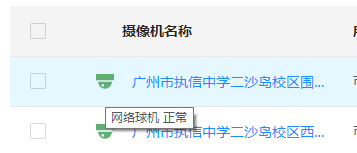 摄像机名称
广州市执信中学二沙岛校区围...
网络球机 正常
广州市执信中学二沙岛校区西...